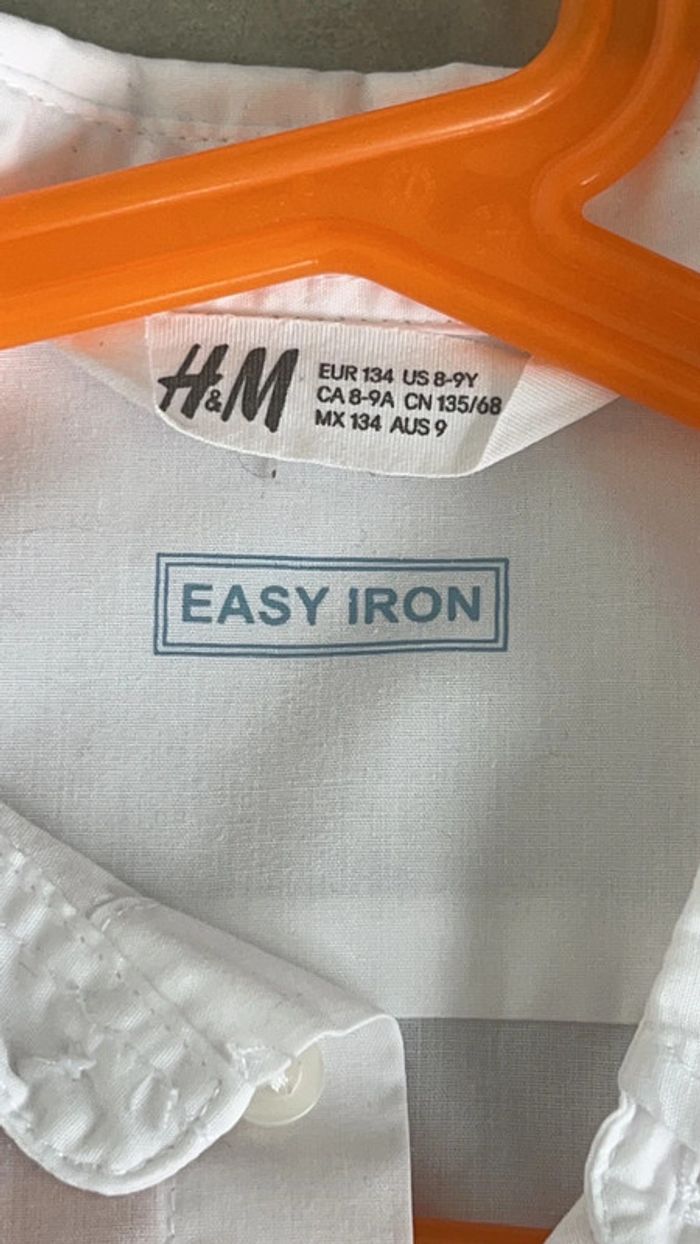 H&M
EUR 134 US 8-9Y
CA 8-9A CN 135/68
MX 134 AUS 9
EASY IRON